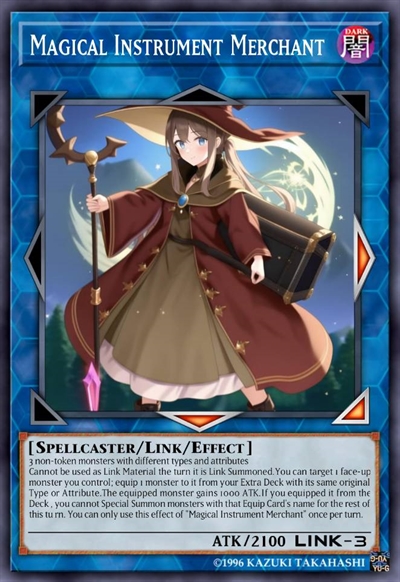 MAGICAL INSTRUMENT MERCHANT
DARK
闇
[SPELLCASTER/LINK/EFFECT]
3 non-token monsters with different types and attributes
Cannot be used as Link Material the turn it is Link Summoned.You can target 1 face-up
monster you control; equip 1 monster to it from your Extra Deck with its same original
Type or Attribute.The equipped monster gains 1000 ATK.If you equipped it from the
Deck , you cannot Special Summon monsters with that Equip Card's name for the rest of
this turn. You can only use this effect of "Magical Instrument Merchant" once per turn.
ATK/2100 LINK-3
©1996 KAZUKI TAKAHASHI